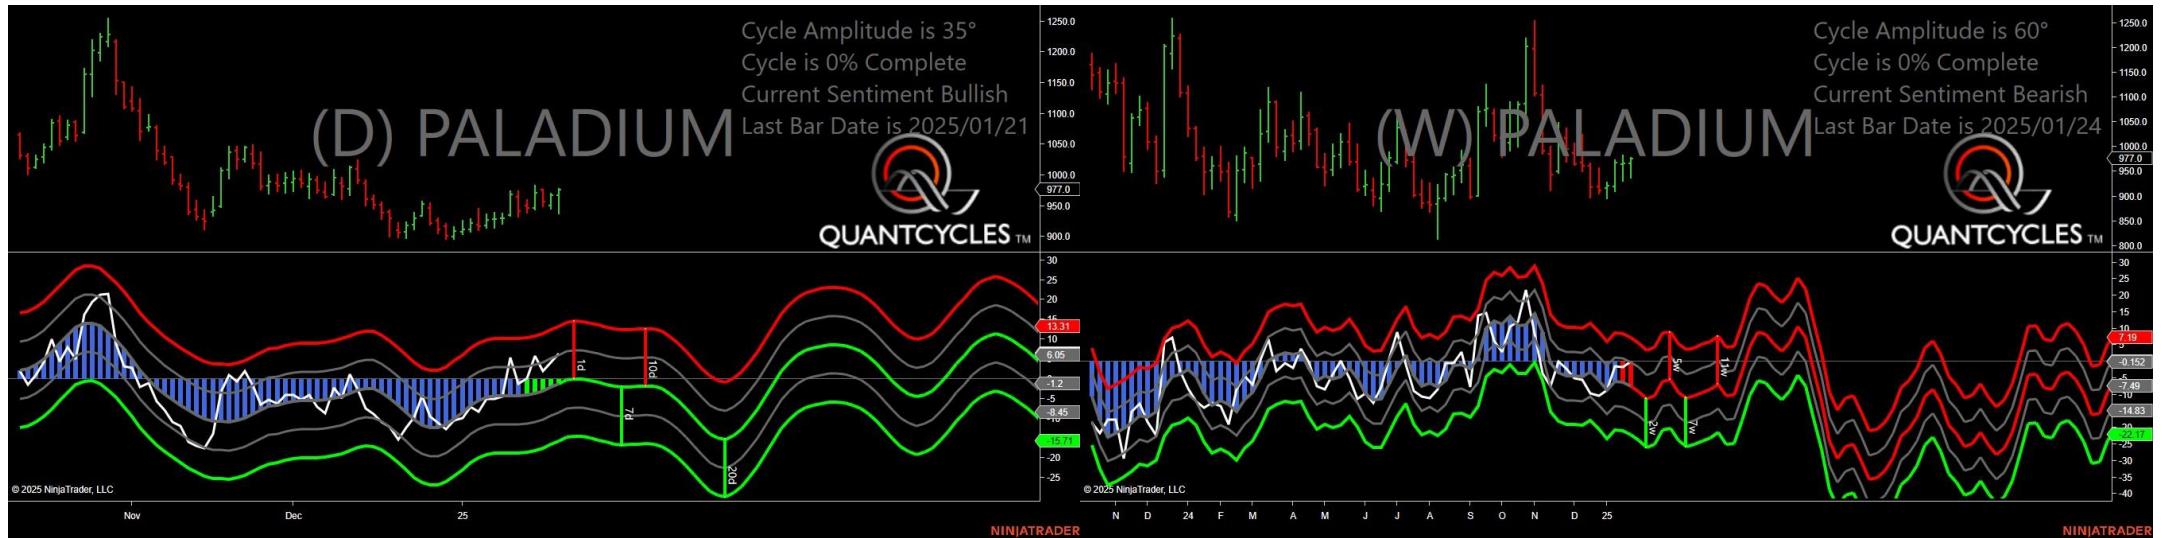 Cycle Amplitude is 35°
Cycle is 0% Complete
Current Sentiment Bullish
Last Bar Date is 2025/01/21
(D) PALADIUM
QUANTCYCLES TM
1250.0
1200.0
1150.0
1100.0
1050.0
1000.0
977.0
950.0
900.0
30
25
20
15
13.31
6.05
-1.2
-5
-8.45
-10
-15.71
-20
-25
1d
10d
7d
20d
© 2025 NinjaTrader, LLC
Nov
Dec
25
NINJATRADER
Cycle Amplitude is 60°
Cycle is 0% Complete
Current Sentiment Bearish
Last Bar Date is 2025/01/24
(W) PALADIUM
QUANTCYCLES TM
1250.0
1200.0
1150.0
1100.0
1050.0
1000.0
977.0
950.0
900.0
850.0
800.0
30
25
20
15
10
7.19
5
-0.152
-5
-7.49
-10
-14.83
-22.17
-25
-30
-35
-40
5w
11w
2w
7w
© 2025 NinjaTrader, LLC
N D 24 F M A M J J A S O N D 25
NINJATRADER